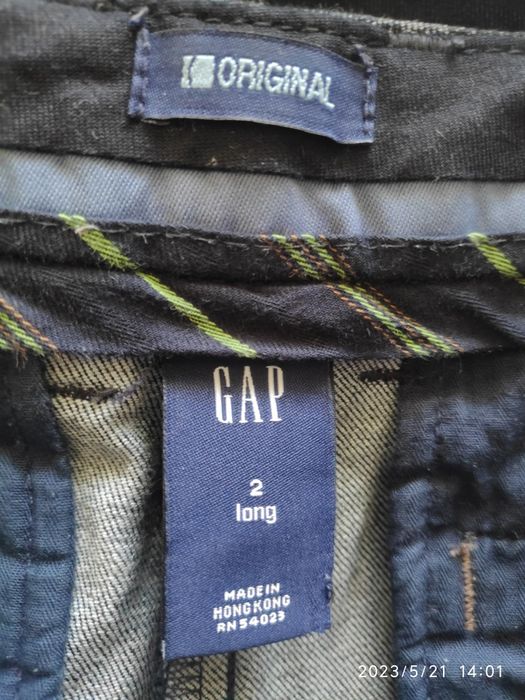 ORIGINAL
GAP
2
long
MADE IN
HONG KONG
RN 54023
2023/5/21 14:01